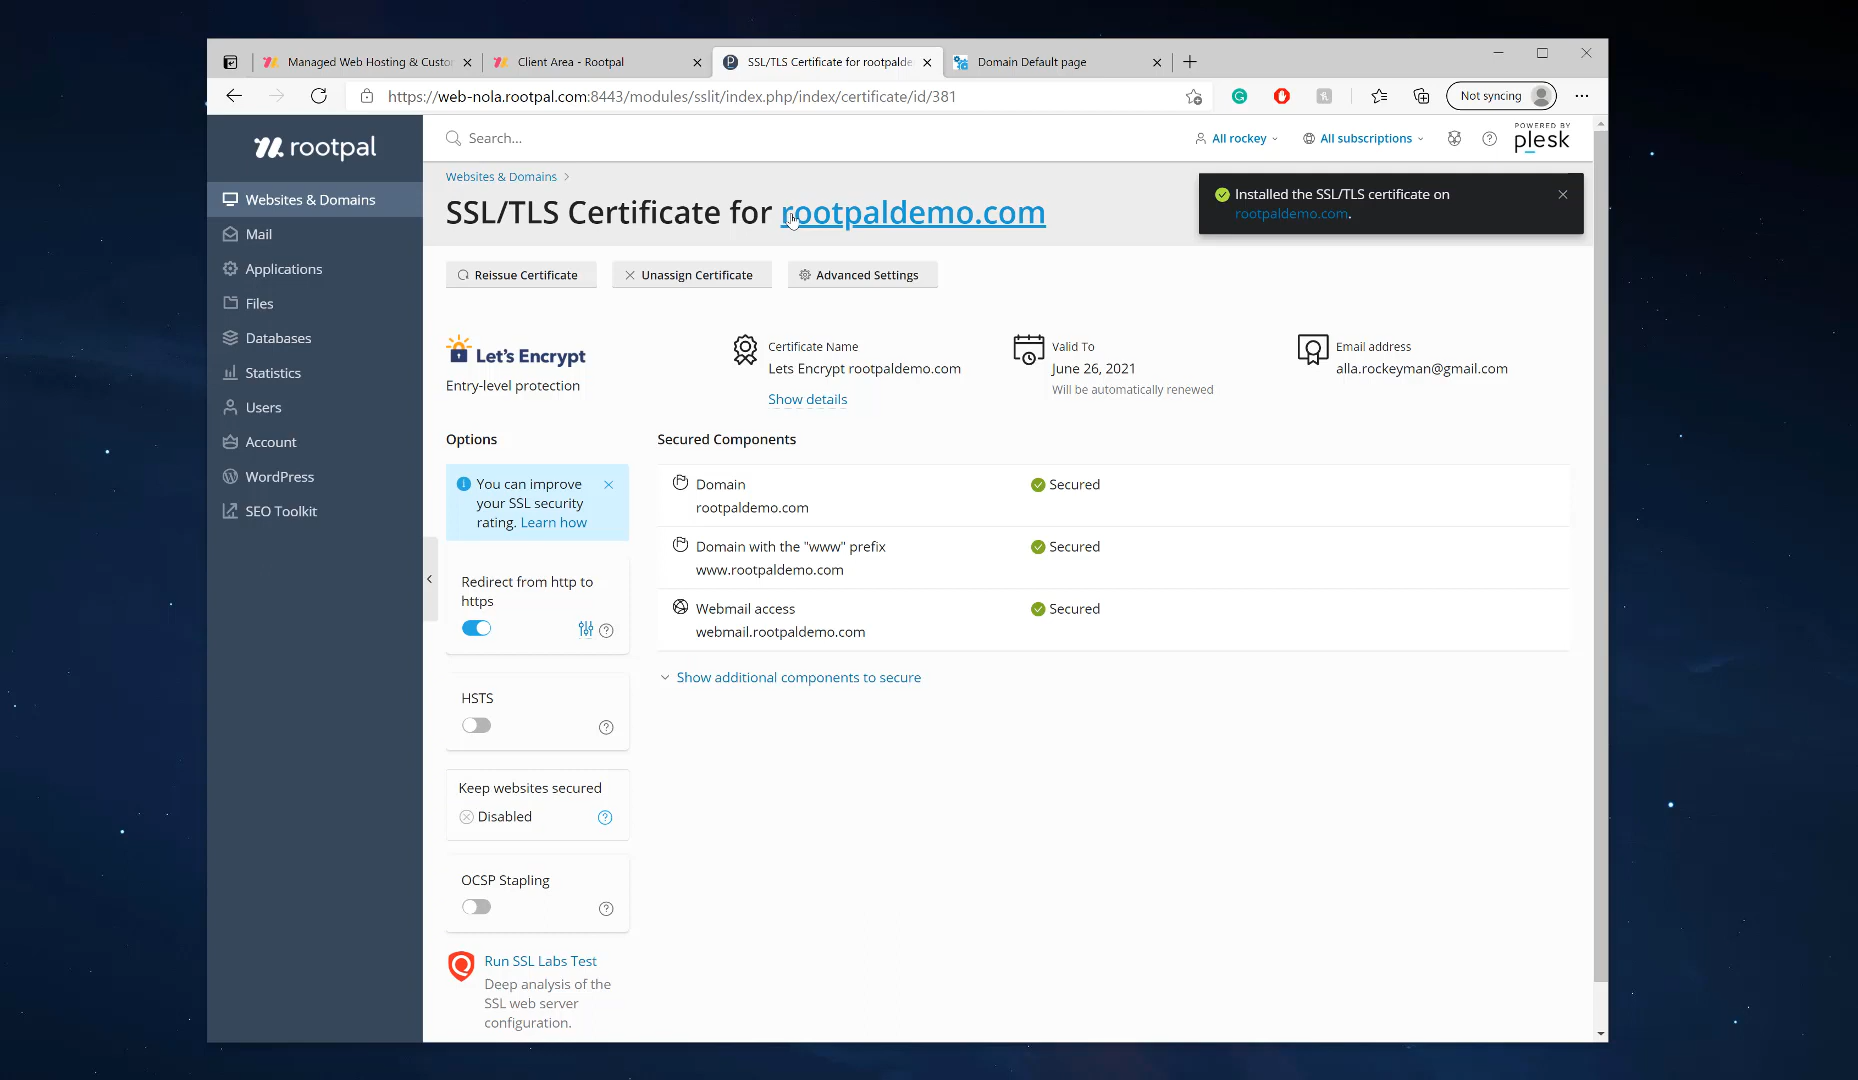 Managed Web Hosting & Custo
Client Area - Rootpal
SSL/TLS Certificate for rootpalde
Domain Default page
https://web-nola.rootpal.com:8443/modules/sslit/index.php/index/certificate/id/381
Not syncing
rootpal
Search...
All rockey
All subscriptions
POWERED BY
plesk
Websites & Domains
Mail
Applications
Files
Databases
Statistics
Users
Account
WordPress
SEO Toolkit
Websites & Domains >
SSL/TLS Certificate for rootpaldemo.com
Installed the SSL/TLS certificate on
rootpaldemo.com.
Reissue Certificate
Unassign Certificate
Advanced Settings
Let's Encrypt
Entry-level protection
Certificate Name
Lets Encrypt rootpaldemo.com
Show details
Valid To
June 26, 2021
Will be automatically renewed
Email address
alla.rockeyman@gmail.com
Options
You can improve
your SSL security
rating. Learn how
Redirect from http to
https
HSTS
Keep websites secured
Disabled
OCSP Stapling
Run SSL Labs Test
Deep analysis of the
SSL web server
configuration.
Secured Components
Domain
rootpaldemo.com
Secured
Domain with the "www" prefix
www.rootpaldemo.com
Secured
Webmail access
webmail.rootpaldemo.com
Secured
Show additional components to secure